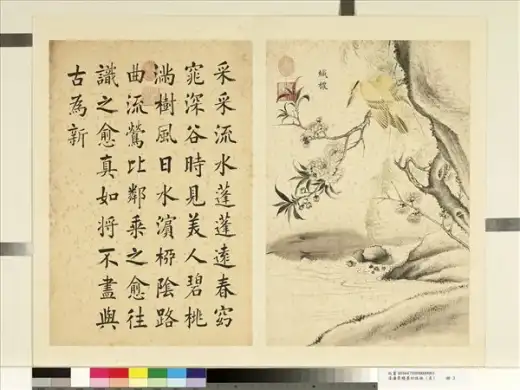 纖穠
采采流水蓬蓬遠春窈
窕深谷時見美人碧桃
滿樹風日水濱桺陰路
曲流鶯比鄰乘之愈往
識之愈真如將不盡與
古為新